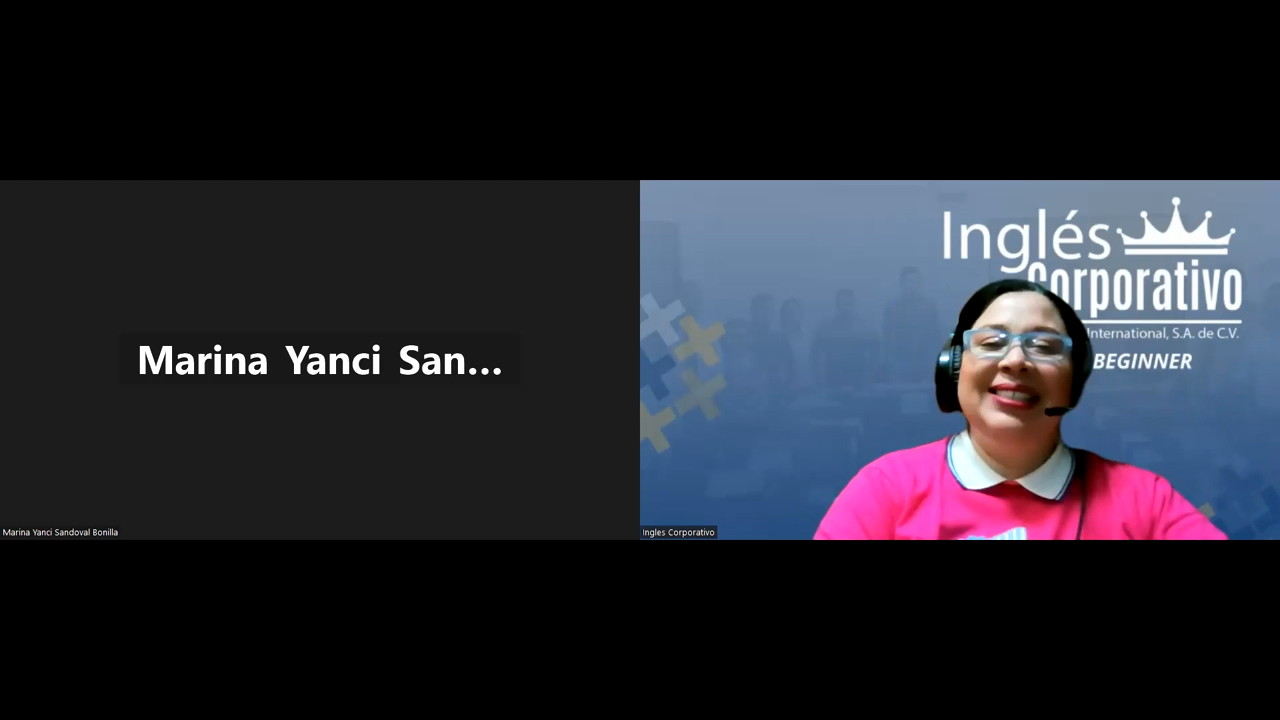 Marina Yanci San...
Marina Yanci Sandoval Bonilla
Inglés
Corporativo
International, S.A. de C.V.
BEGINNER
Ingles Corporativo